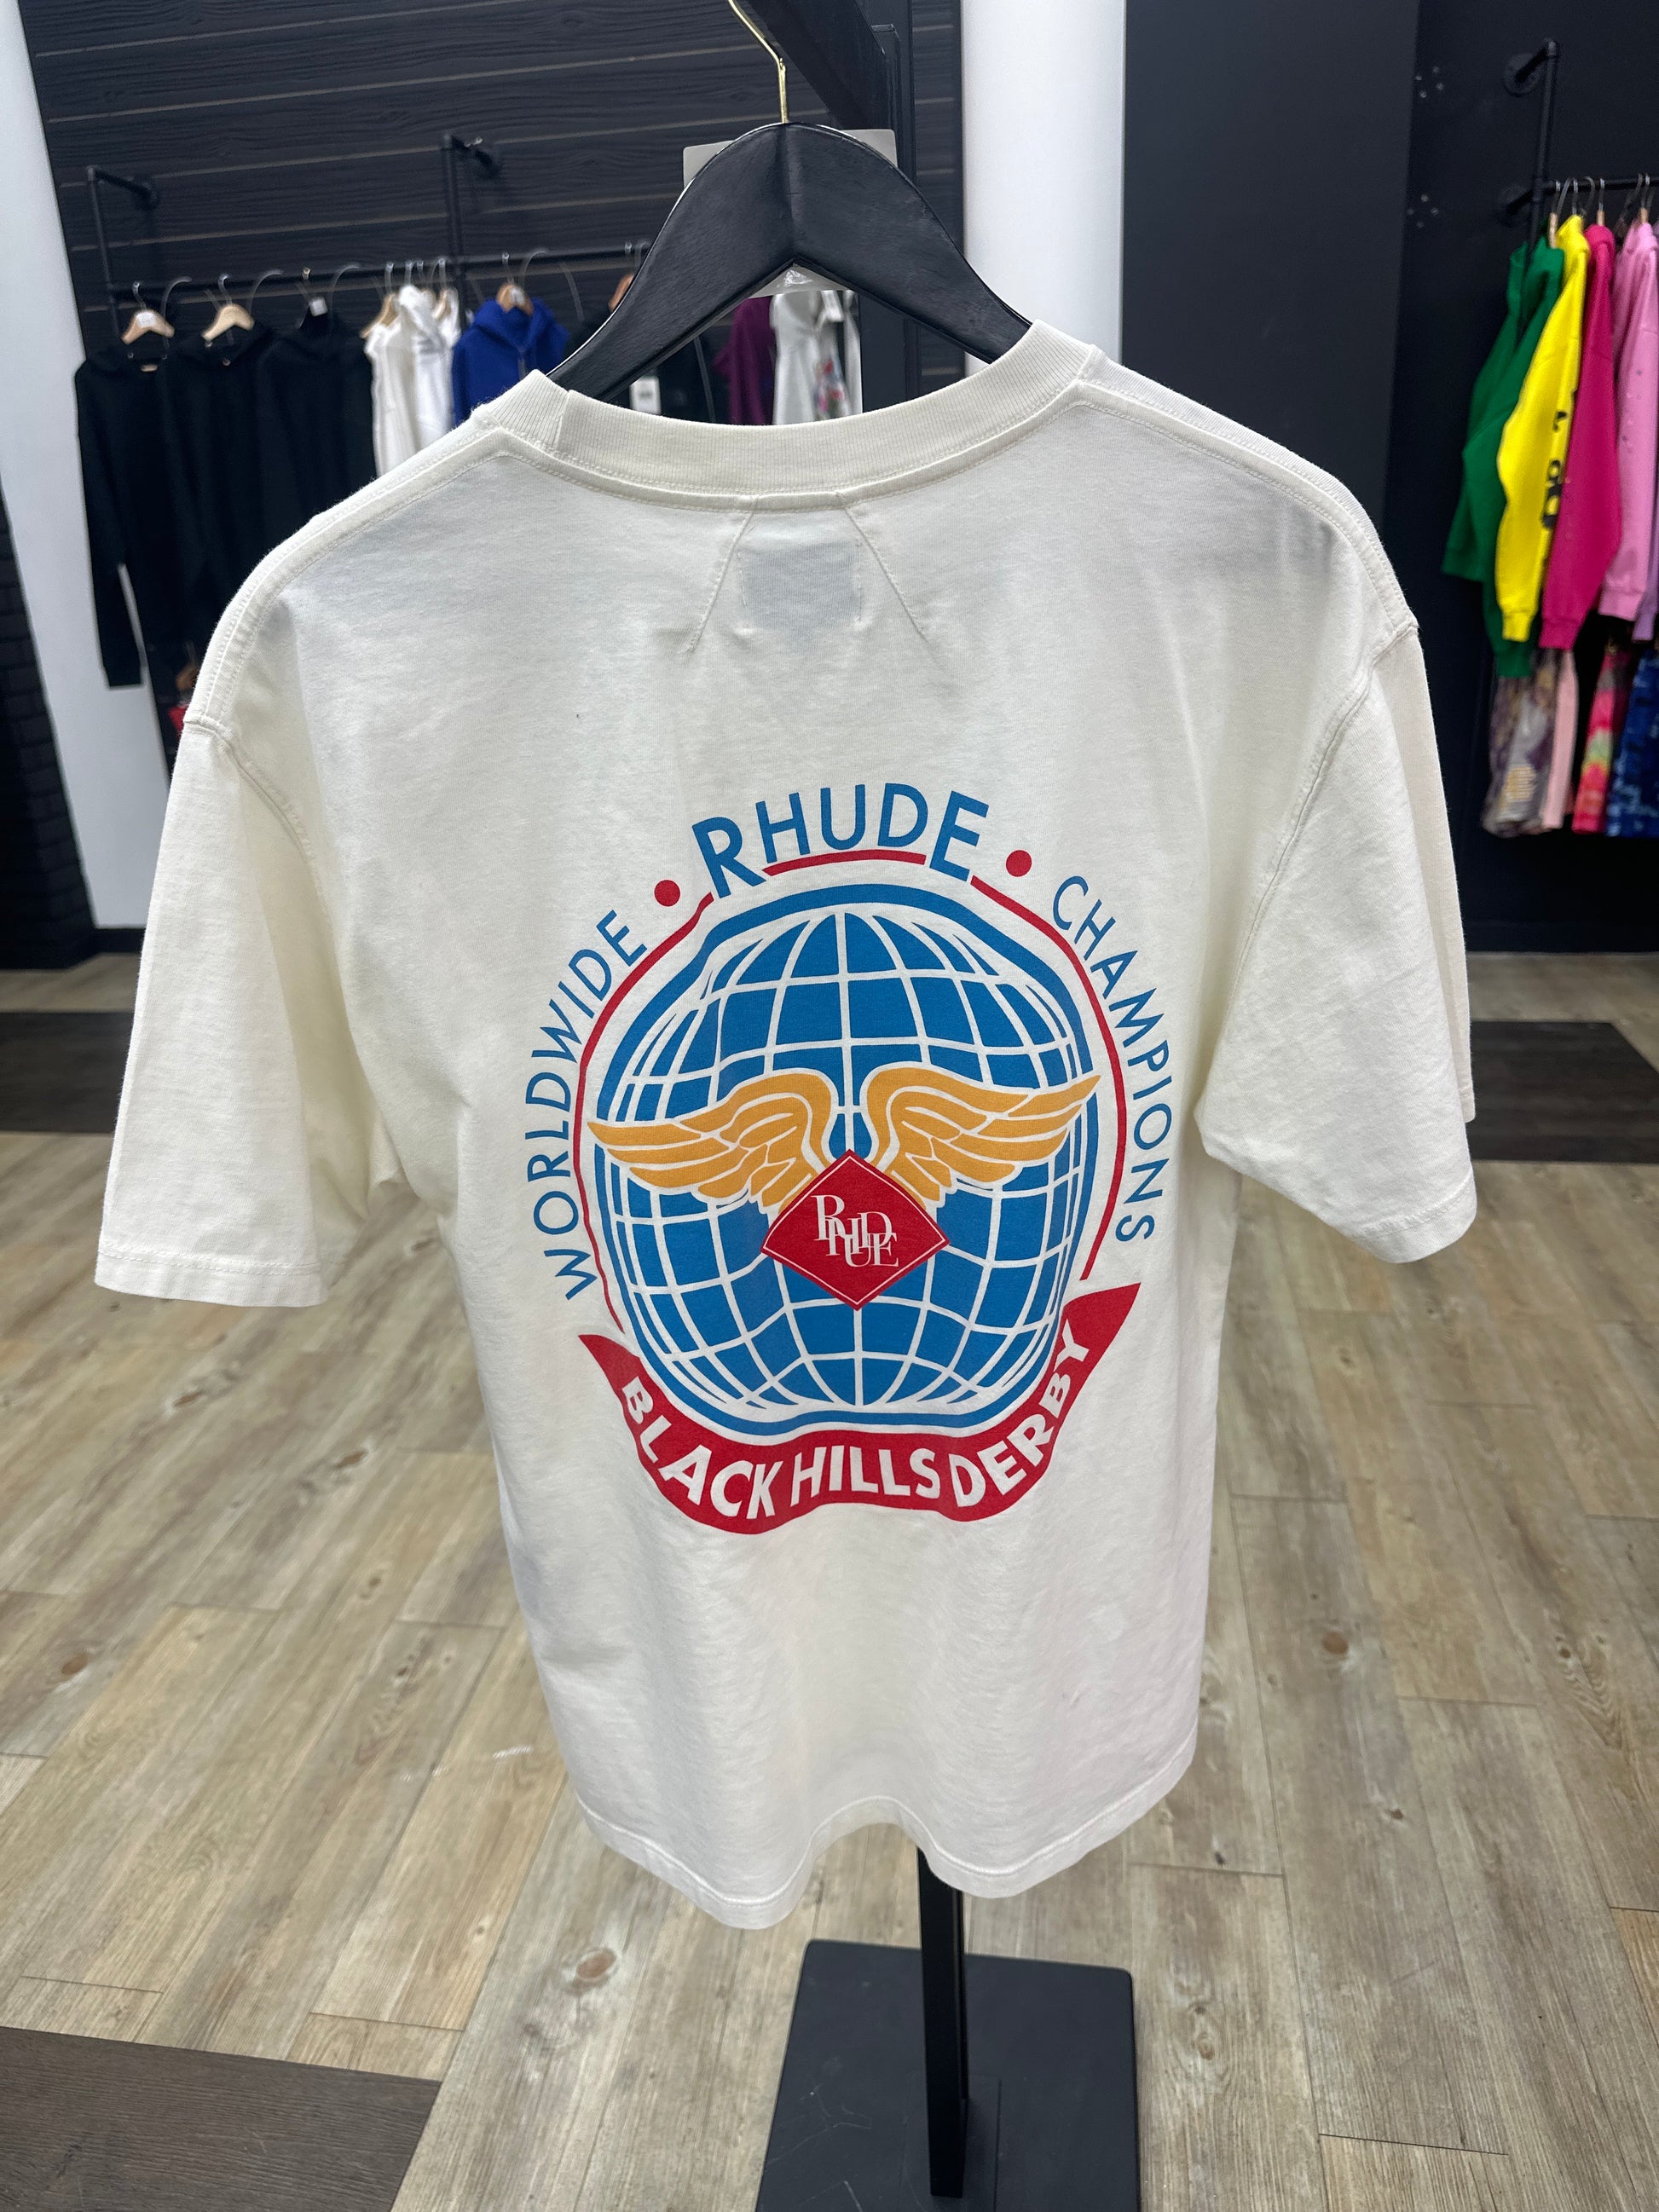 WORLDWIDE • RHUDE • CHAMPIONS
RHUDE
BLACK HILLS DERBY